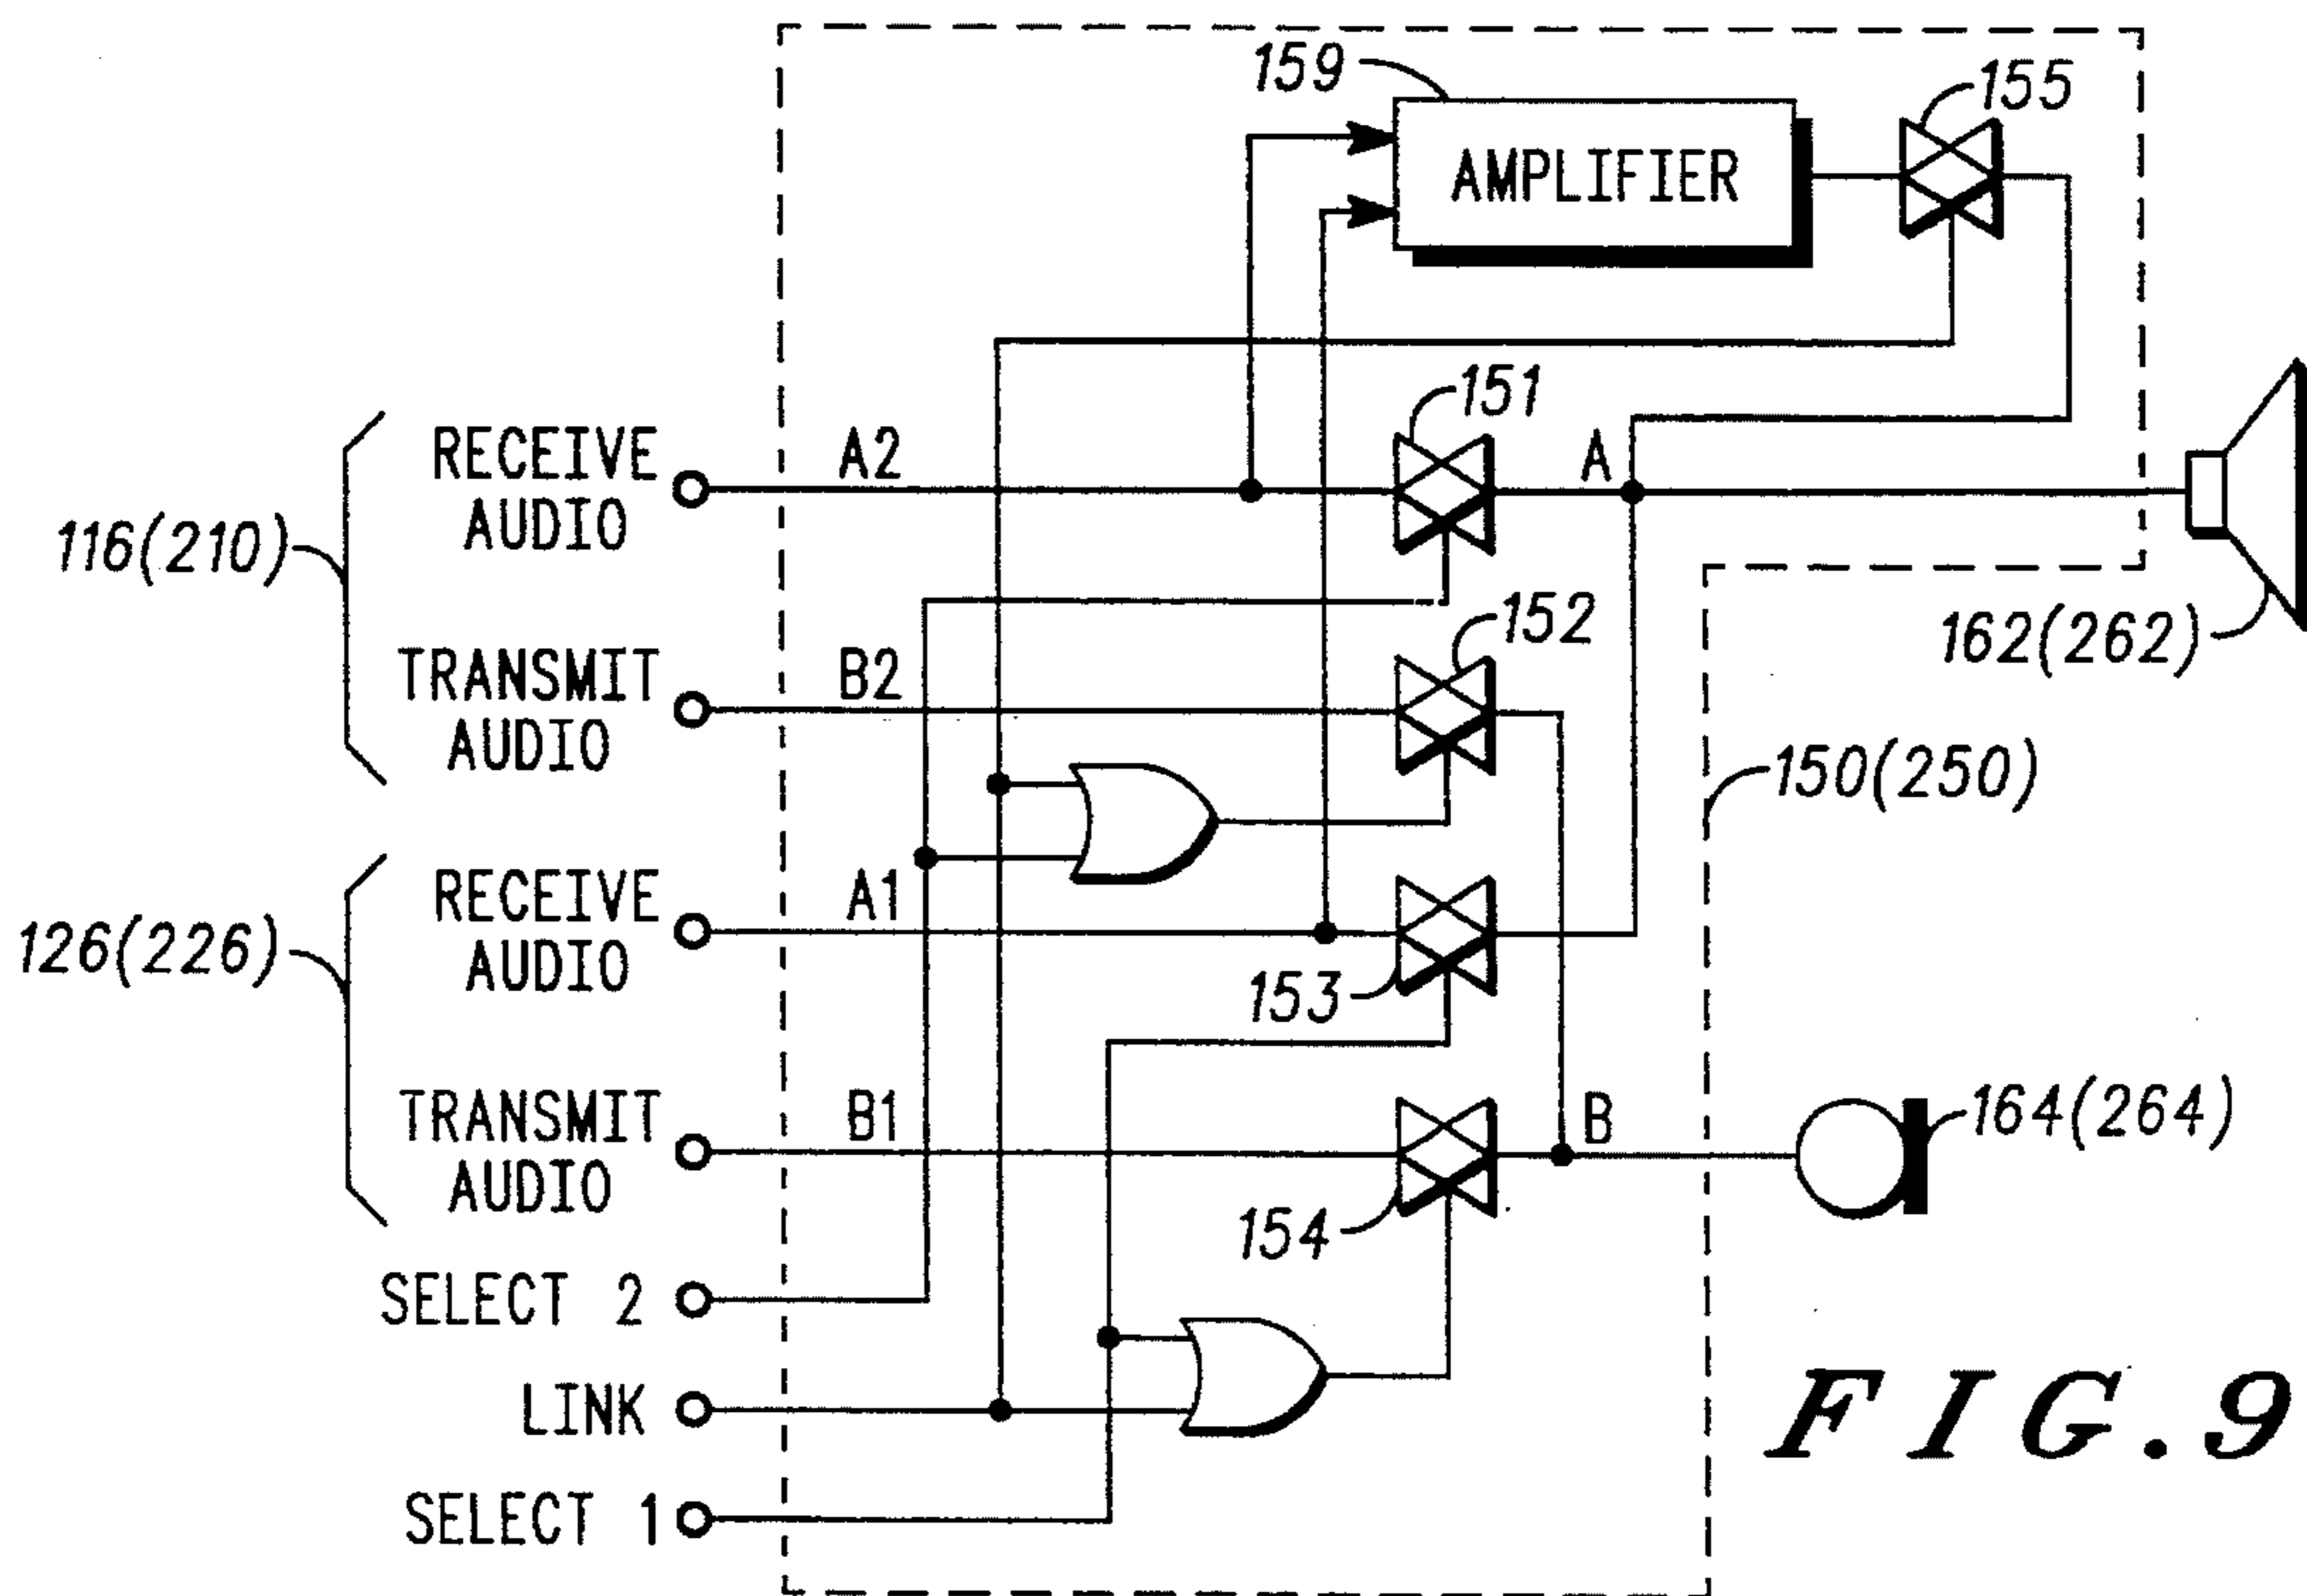 159
155
AMPLIFIER
151
RECEIVE
AUDIO
A2
A
116(210)
152
162(262)
TRANSMIT
AUDIO
B2
150(250)
RECEIVE
AUDIO
A1
126(226)
153
TRANSMIT
AUDIO
B1
B
164(264)
154
SELECT 2
LINK
SELECT 1
FIG.9